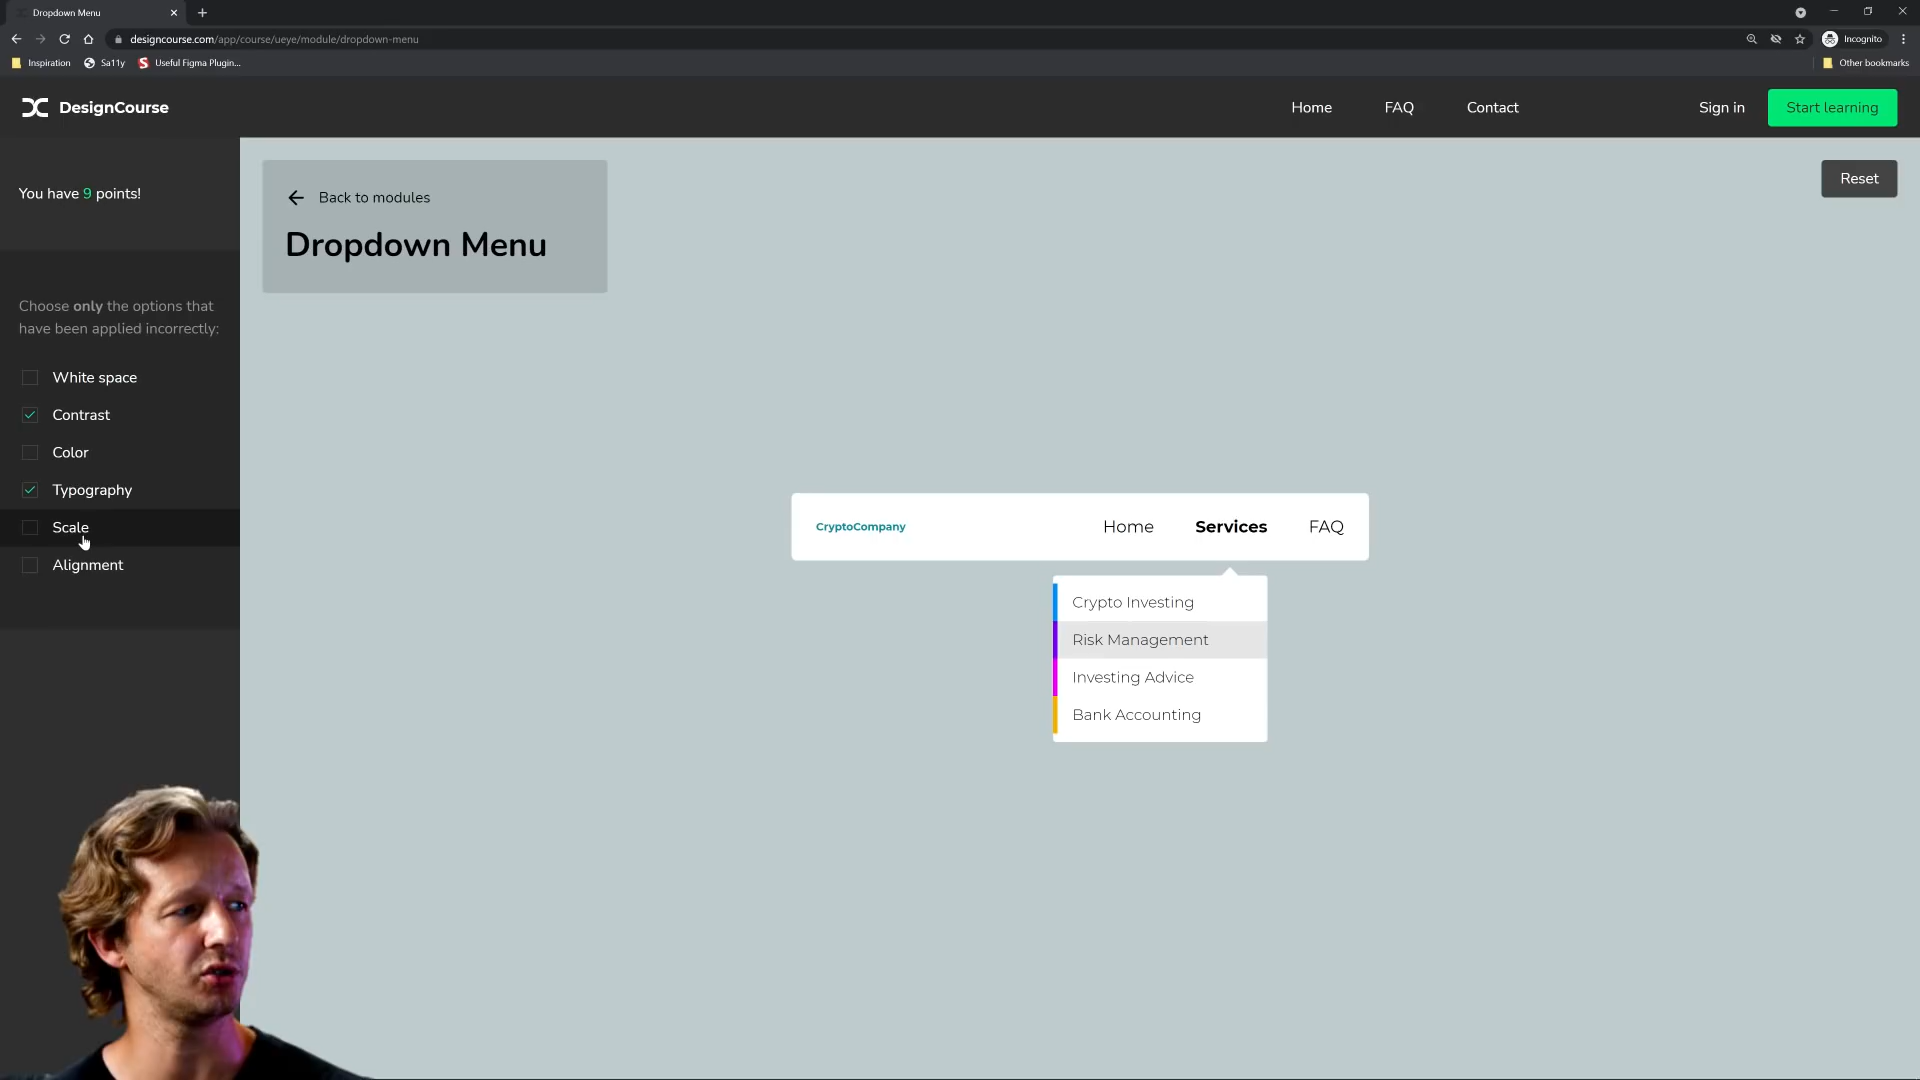 Dropdown Menu
designcourse.com/app/course/ueye/module/dropdown-menu
Incognito
Inspiration
Sa11y
Useful Figma Plugin...
Other bookmarks
DesignCourse
Home
FAQ
Contact
Sign in
Start learning
You have 9 points!
Back to modules
Dropdown Menu
Reset
Choose only the options that
have been applied incorrectly:
White space
Contrast
Color
Typography
Scale
Alignment
CryptoCompany
Home
Services
FAQ
Crypto Investing
Risk Management
Investing Advice
Bank Accounting